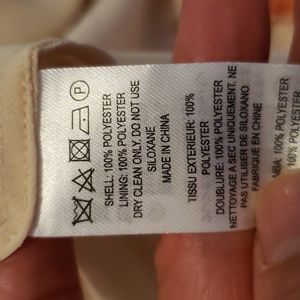 P
SHELL: 100% POLYESTER
LINING: 100% POLYESTER
DRY CLEAN ONLY. DO NOT USE
SILOXANE
MADE IN CHINA
TISSU EXTERIEUR: 100%
POLYESTER
DOUBLURE: 100% POLYESTER
NETTOYAGE A SEC UNIQUEMENT. NE
PAS UTILISER DE SILOXANO
FABRIQUE EN CHINE
100% POLYESTER
100% POLYESTER